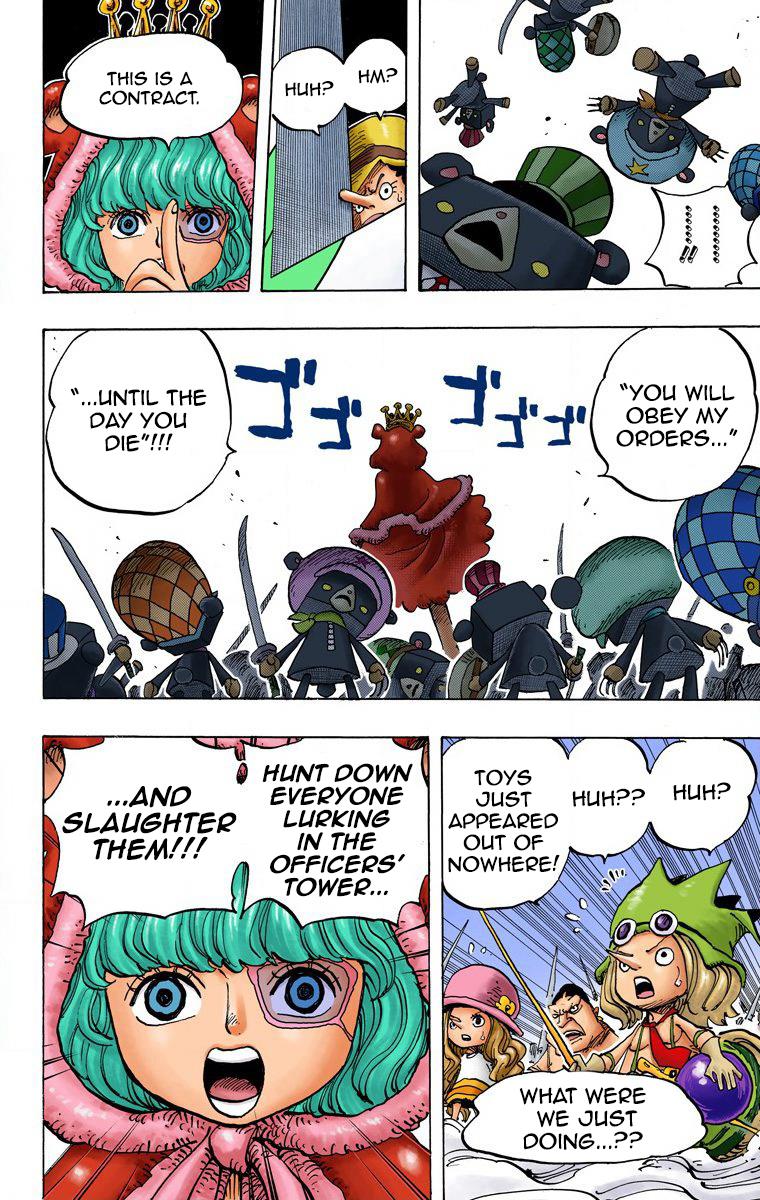 .........
......!!
HM?
HUH?
THIS IS A
CONTRACT.
"YOU WILL
OBEY MY
ORDERS..."
ゴゴゴ
ゴゴ
"...UNTIL THE
DAY YOU
DIE"!!!
HUH?
HUH??
TOYS
JUST
APPEARED
OUT OF
NOWHERE!
WHAT WERE
WE JUST
DOING...??
HUNT DOWN
EVERYONE
LURKING
IN THE
OFFICERS'
TOWER...
...AND
SLAUGHTER
THEM!!!